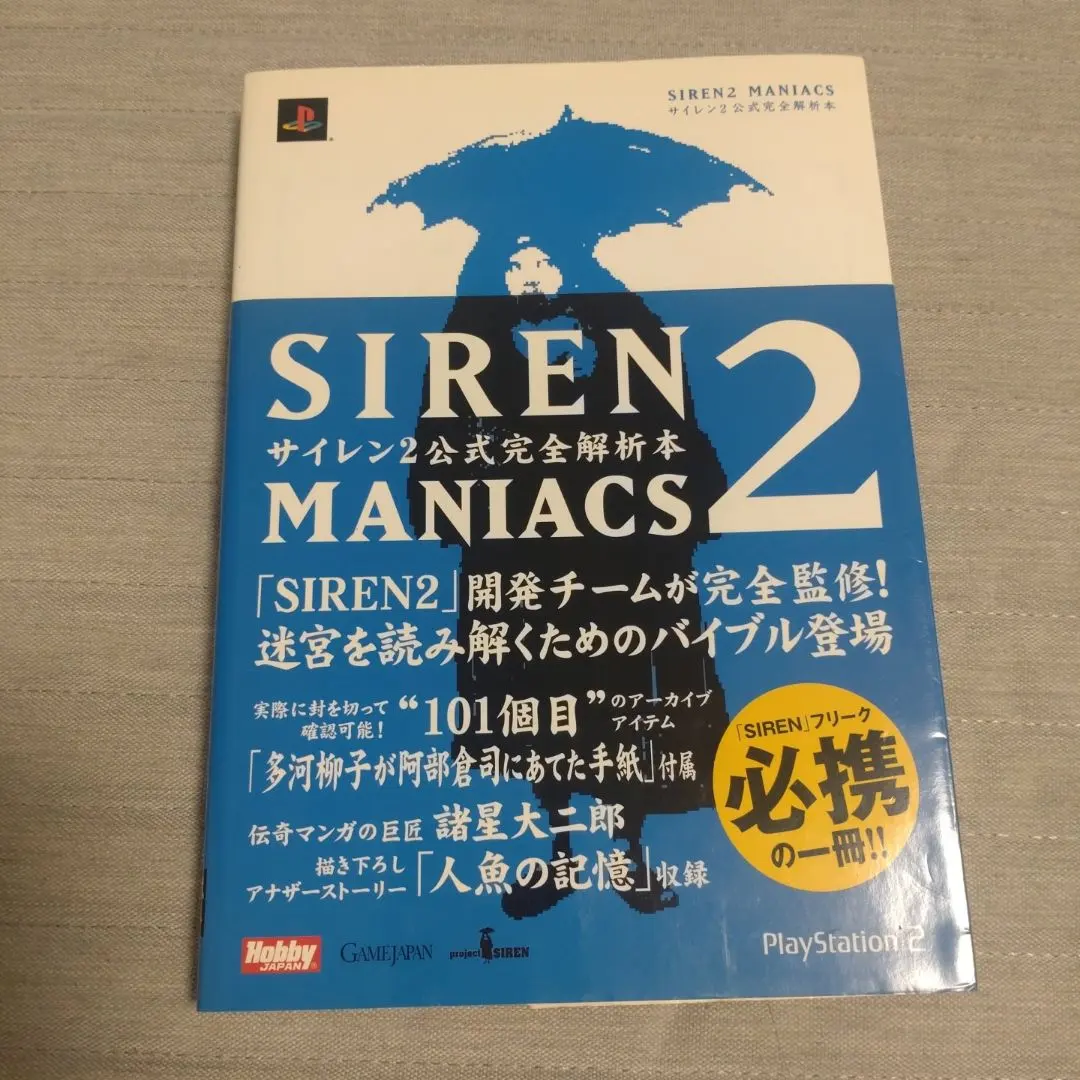 SIREN2 MANIACS
サイレン2公式完全解析本
SIREN 2
サイレン2公式完全解析本
MANIACS
「SIREN2」開発チームが完全監修!
迷宮を読み解くためのバイブル登場
実際に封を切って
確認可能!
“101個目”のアーカイブ
アイテム
「多河柳子が阿部倉司にあてた手紙」付属
伝奇マンガの巨匠 諸星大二郎
描き下ろし
アナザーストーリー「人魚の記憶」収録
「SIREN」フリーク
必携
の一冊!!
Hobby
JAPAN
GAMEJAPAN
project SIREN
PlayStation 2